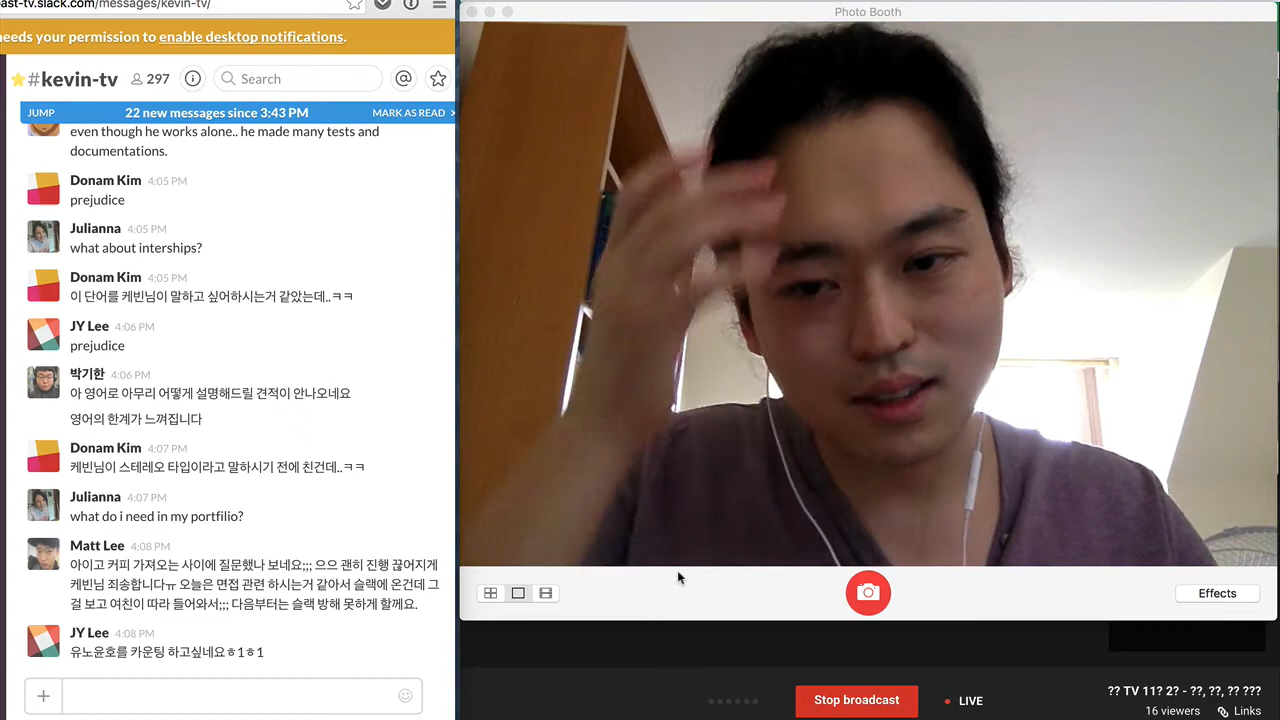 ast-tv.slack.com/messages/kevin-tv/
Photo Booth
needs your permission to enable desktop notifications.
#kevin-tv
297
Search
JUMP 22 new messages since 3:43 PM MARK AS READ
even though he works alone.. he made many tests and
documentations.
Donam Kim 4:05 PM
prejudice
Julianna 4:05 PM
what about interships?
Donam Kim 4:05 PM
이 단어를 케빈님이 말하고 싶어하시는거 같았는데..ㅋㅋ
JY Lee 4:06 PM
prejudice
박기한 4:06 PM
아 영어로 아무리 어떻게 설명해드릴 견적이 안나오네요
영어의 한계가 느껴집니다
Donam Kim 4:07 PM
케빈님이 스테레오 타입이라고 말하시기 전에 친건데..ㅋㅋ
Julianna 4:07 PM
what do i need in my portfilio?
Matt Lee 4:08 PM
아이고 커피 가져오는 사이에 질문했나 보네요;;; 으으 괜히 진행 끊어지게
케빈님 죄송합니다ㅠ 오늘은 면접 관련 하시는거 같아서 슬랙에 온건데 그
걸 보고 여친이 따라 들어와서;;; 다음부터는 슬랙 방해 못하게 할께요.
JY Lee 4:08 PM
유노윤호를 카운팅 하고싶네요ㅎ1ㅎ1
Effects
Stop broadcast
LIVE
?? TV 11? 2? - ??, ??, ?? ???
16 viewers Links